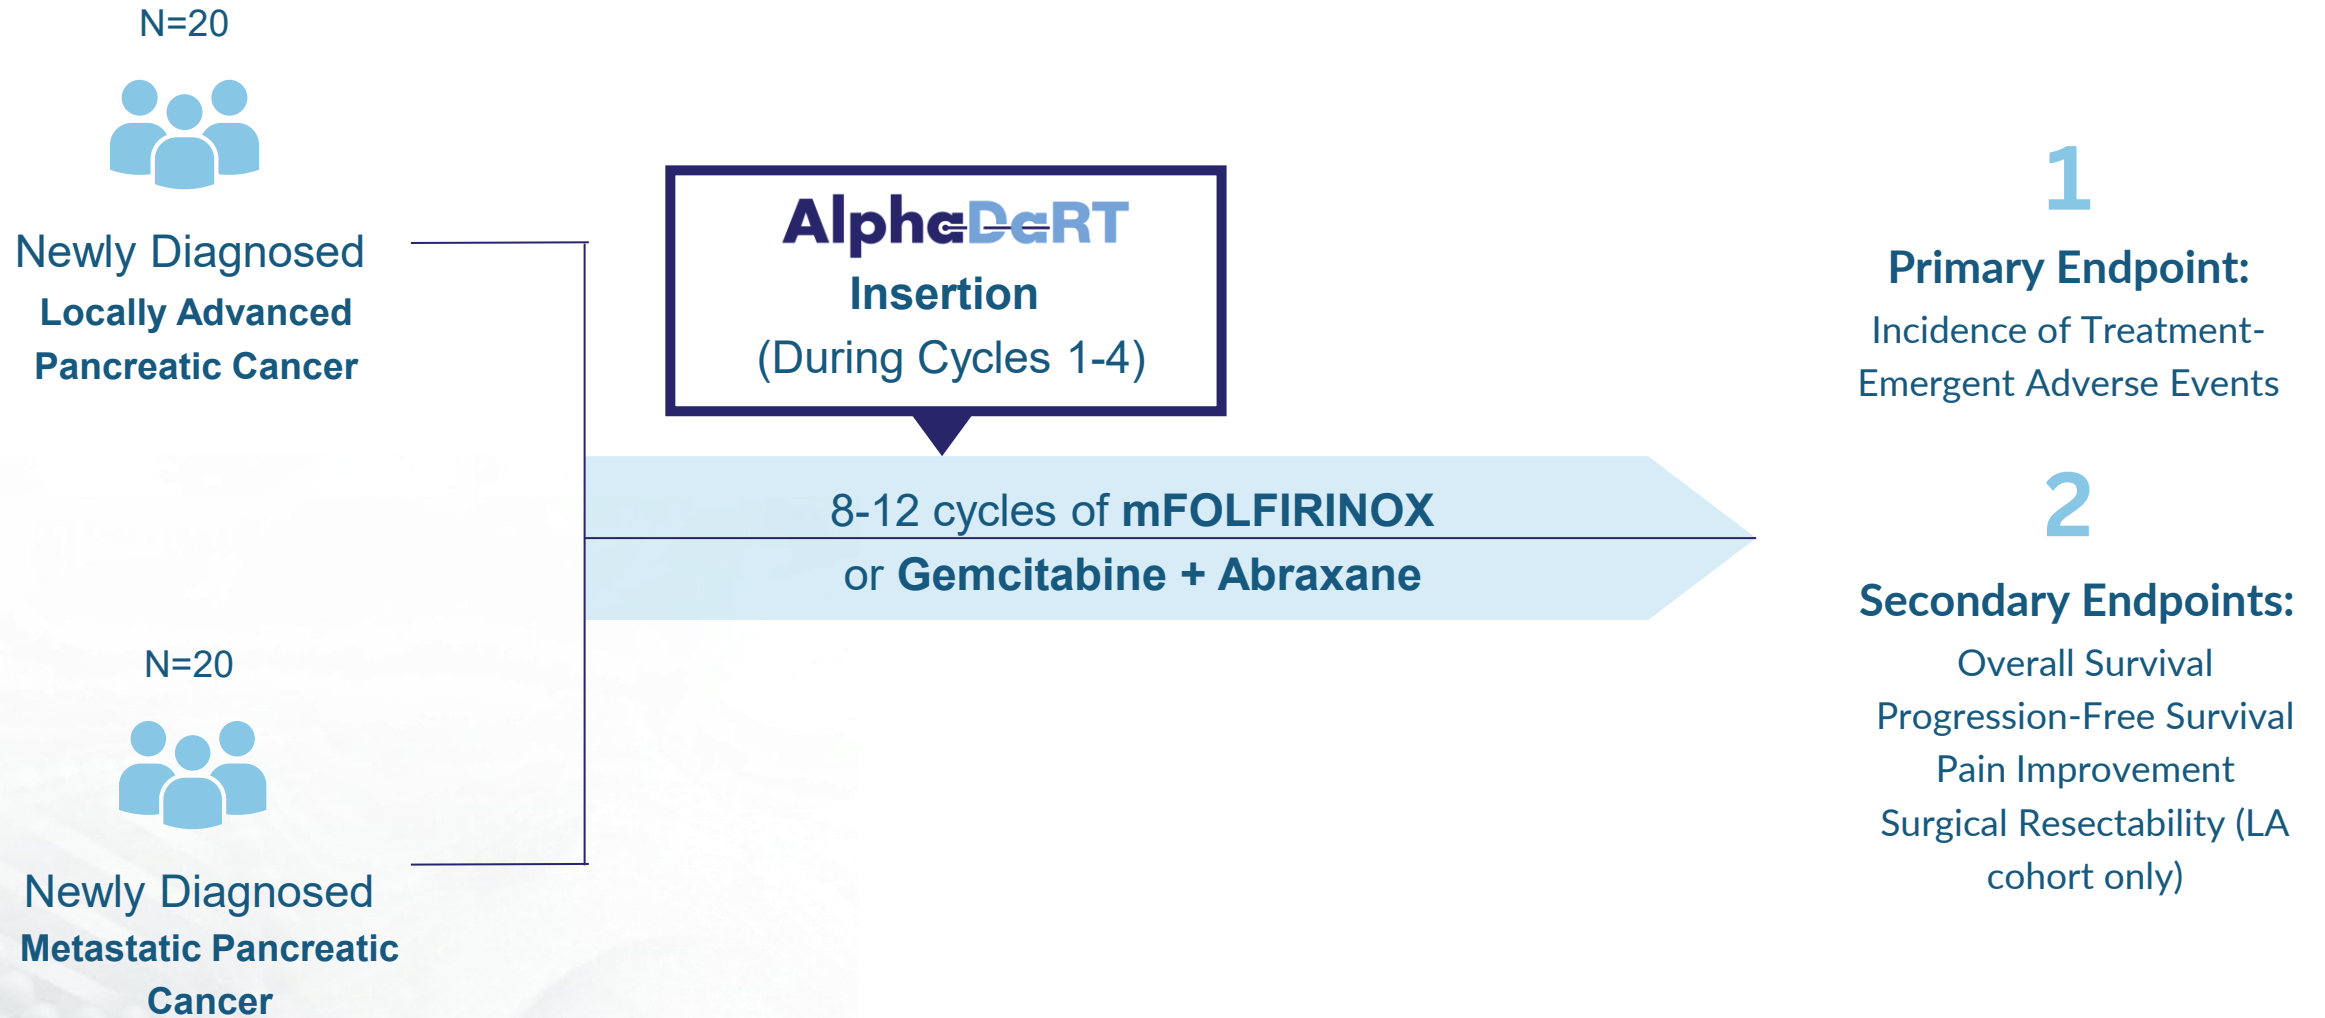 N=20
Newly Diagnosed
Locally Advanced
Pancreatic Cancer
N=20
Newly Diagnosed
Metastatic Pancreatic
Cancer
AlphaDaRT
Insertion
(During Cycles 1-4)
8-12 cycles of mFOLFIRINOX
or Gemcitabine + Abraxane
1
Primary Endpoint:
Incidence of Treatment-
Emergent Adverse Events
2
Secondary Endpoints:
Overall Survival
Progression-Free Survival
Pain Improvement
Surgical Resectability (LA
cohort only)